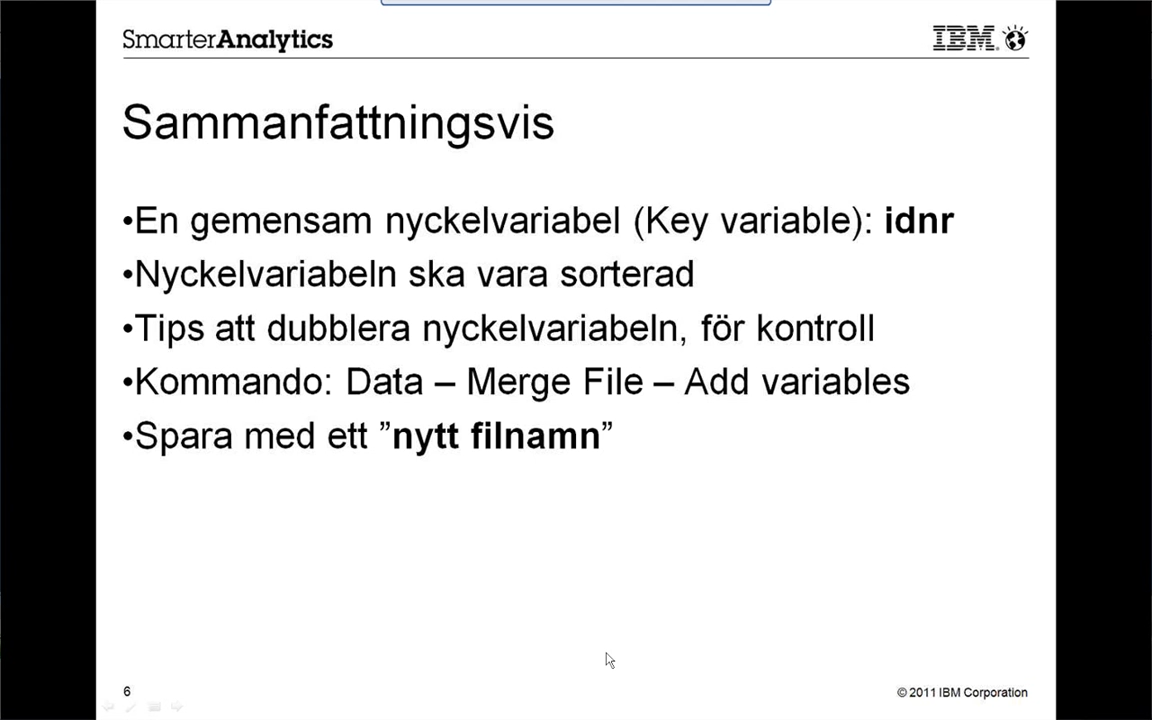 SmarterAnalytics
IBM
Sammanfattningsvis
•En gemensam nyckelvariabel (Key variable): idnr
•Nyckelvariabeln ska vara sorterad
•Tips att dubblera nyckelvariabeln, för kontroll
•Kommando: Data – Merge File – Add variables
•Spara med ett ”nytt filnamn”
6
© 2011 IBM Corporation